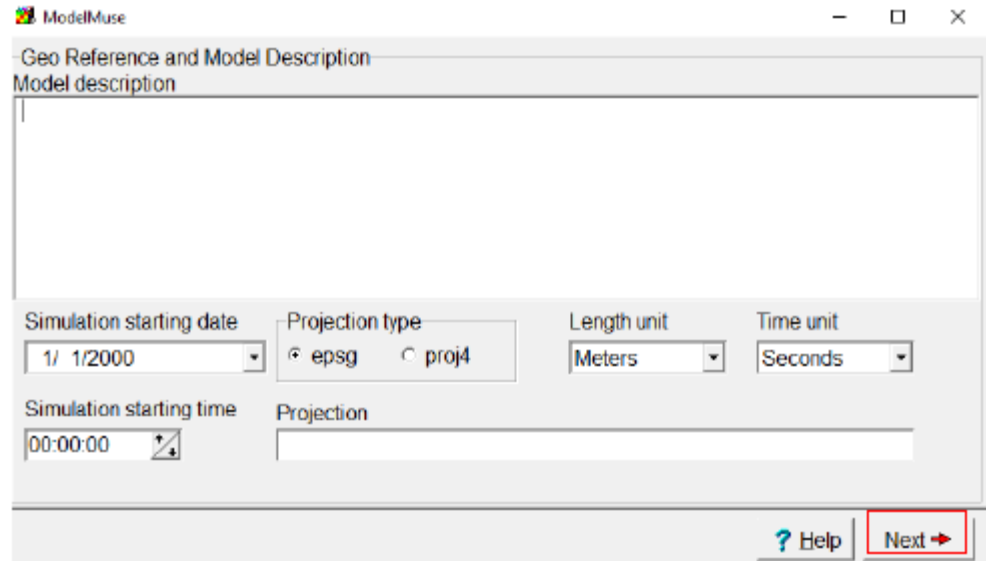 ModelMuse
Geo Reference and Model Description
Model description
Simulation starting date
Projection type
Length unit
Time unit
1/ 1/2000
epsg
proj4
Meters
Seconds
Simulation starting time
Projection
00:00:00
? Help
Next